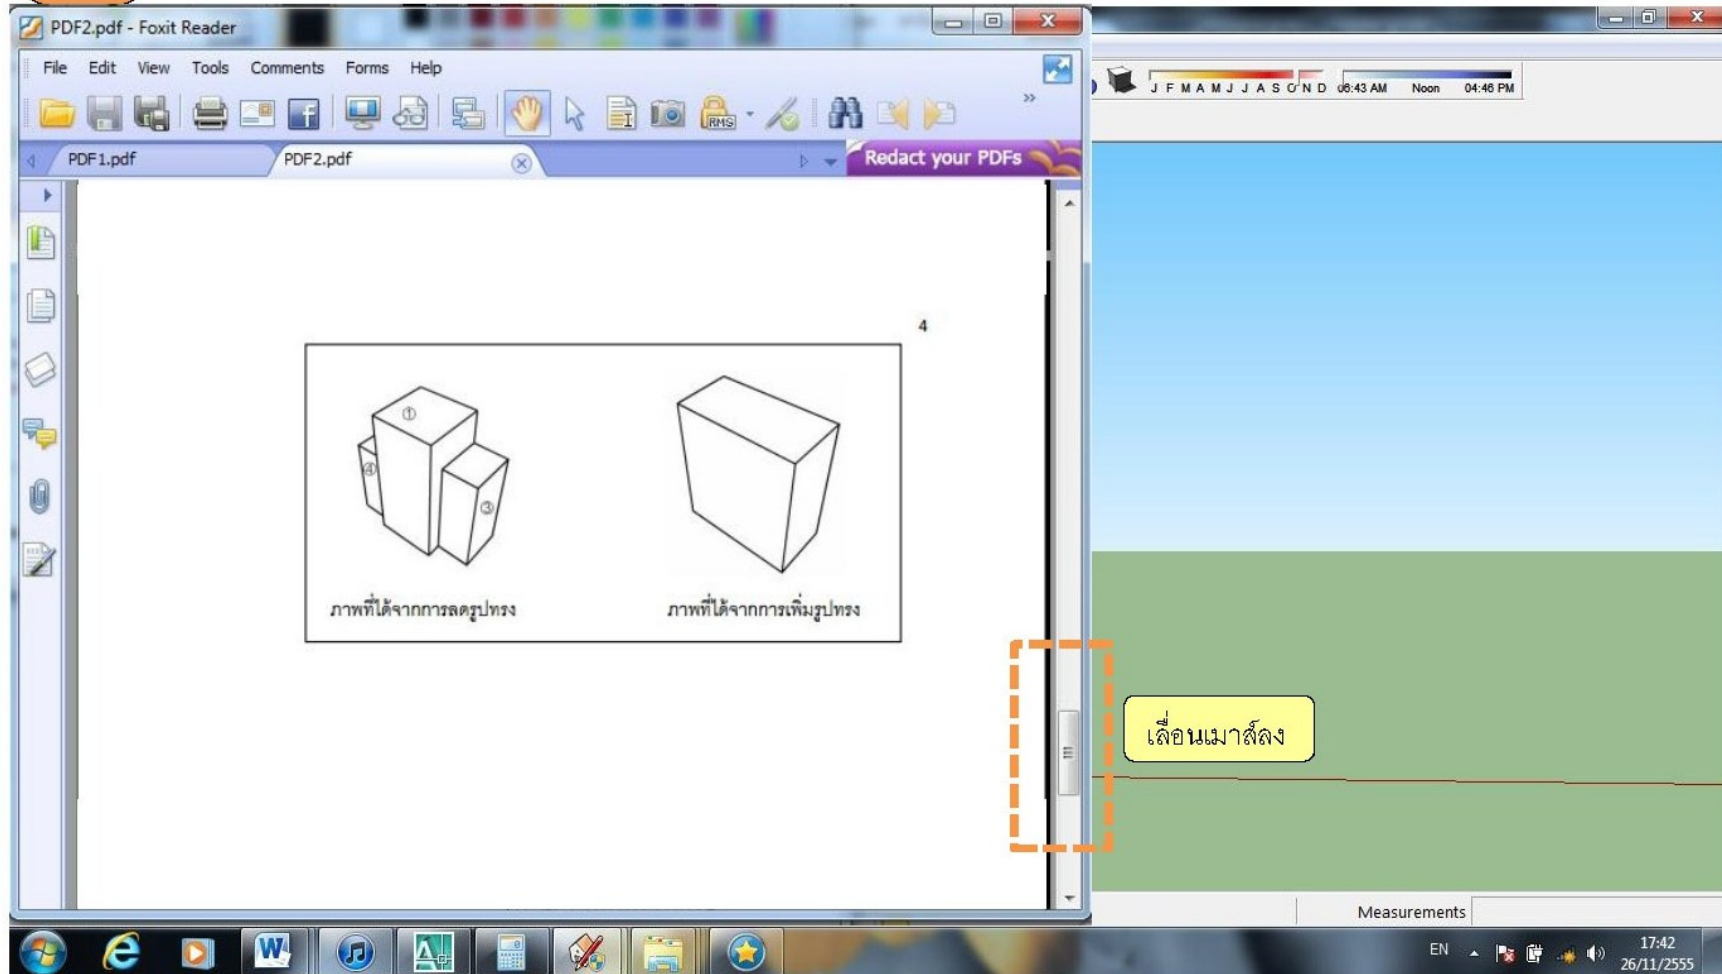 PDF2.pdf - Foxit Reader
File Edit View Tools Comments Forms Help
RMS
PDF1.pdf
PDF2.pdf
Redact your PDFs
J F M A M J J A S O N D 06:43 AM Noon 04:46 PM
4
①
④
③
ภาพที่ได้จากการลดรูปทรง
ภาพที่ได้จากการเพิ่มรูปทรง
เลื่อนเมาส์ลง
Measurements
EN
17:42
26/11/2555